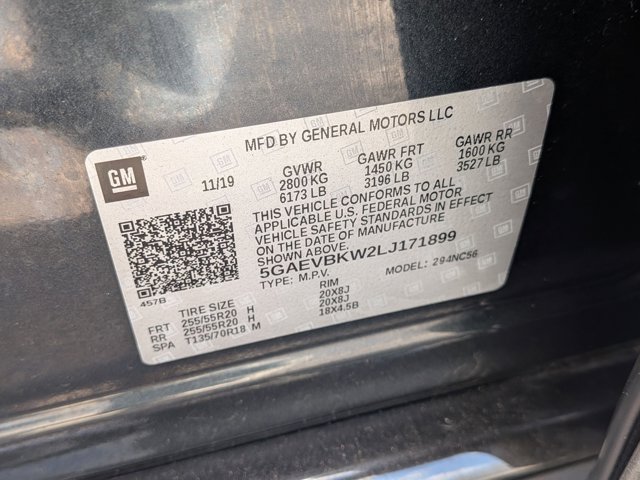 MFD BY GENERAL MOTORS LLC
GM
11/19
GVWR GAWR FRT GAWR RR
2800 KG 1450 KG 1600 KG
6173 LB 3196 LB 3527 LB
THIS VEHICLE CONFORMS TO ALL
APPLICABLE U.S. FEDERAL MOTOR
VEHICLE SAFETY STANDARDS IN EFFECT
ON THE DATE OF MANUFACTURE
5GAEVBKW2LJ171899
TYPE: M.P.V. MODEL: 294NC56
457B
TIRE SIZE RIM
FRT 255/55R20 H 20X8J
RR 255/55R20 H 20X8J
SPA T135/70R18 M 18X4.5B